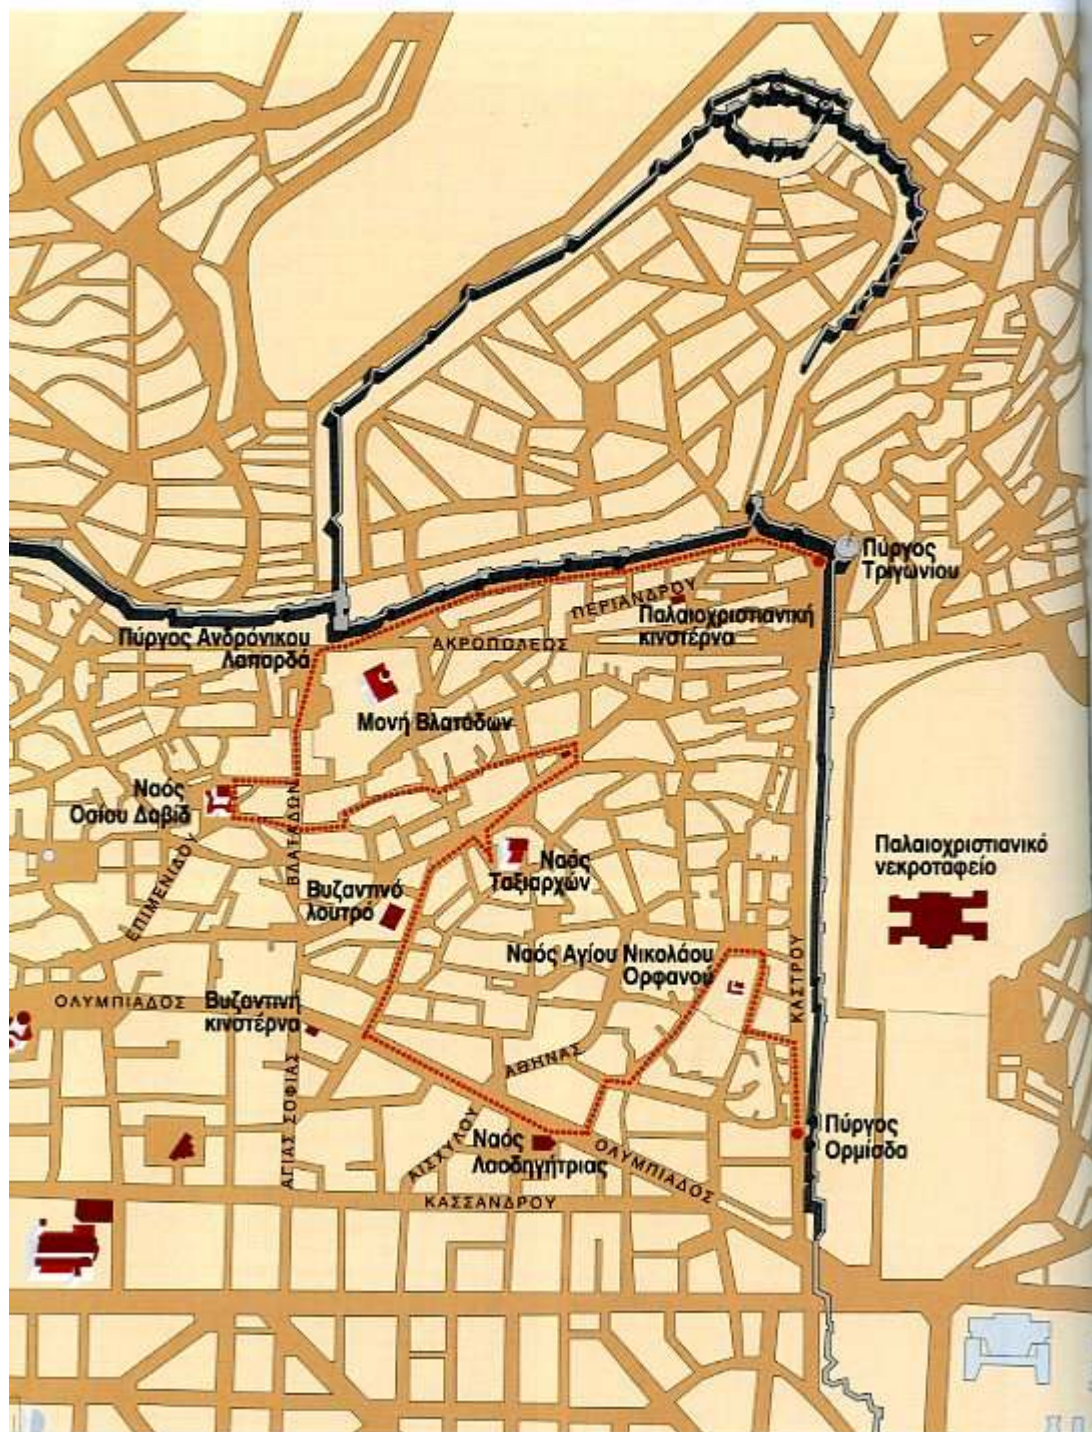 Πύργος
Τριγωνίου
ΠΕΡΙΑΝΔΡΟΥ
Παλαιοχριστιανική
κινστέρνα
Πύργος Ανδρόνικου
Λαπαρδά
ΑΚΡΟΠΟΛΕΩΣ
Μονή Βλατάδων
Ναός
Οσίου Δαβίδ
ΒΛΑΤΑΔΩΝ
ΕΠΙΜΕΝΙΔΟΥ
Ναός
Ταξιαρχών
Βυζαντινό
λουτρό
Παλαιοχριστιανικό
νεκροταφείο
Ναός Αγίου Νικολάου
Ορφανού
ΚΑΣΤΡΟΥ
ΟΛΥΜΠΙΑΔΟΣ
Βυζαντινή
κινστέρνα
ΑΘΗΝΑΣ
ΑΓΙΑΣ ΣΟΦΙΑΣ
ΑΙΣΧΥΛΟΥ
Ναός
Λαοδηγήτριας
ΟΛΥΜΠΙΑΔΟΣ
Πύργος
Ορμίσδα
ΚΑΣΣΑΝΔΡΟΥ